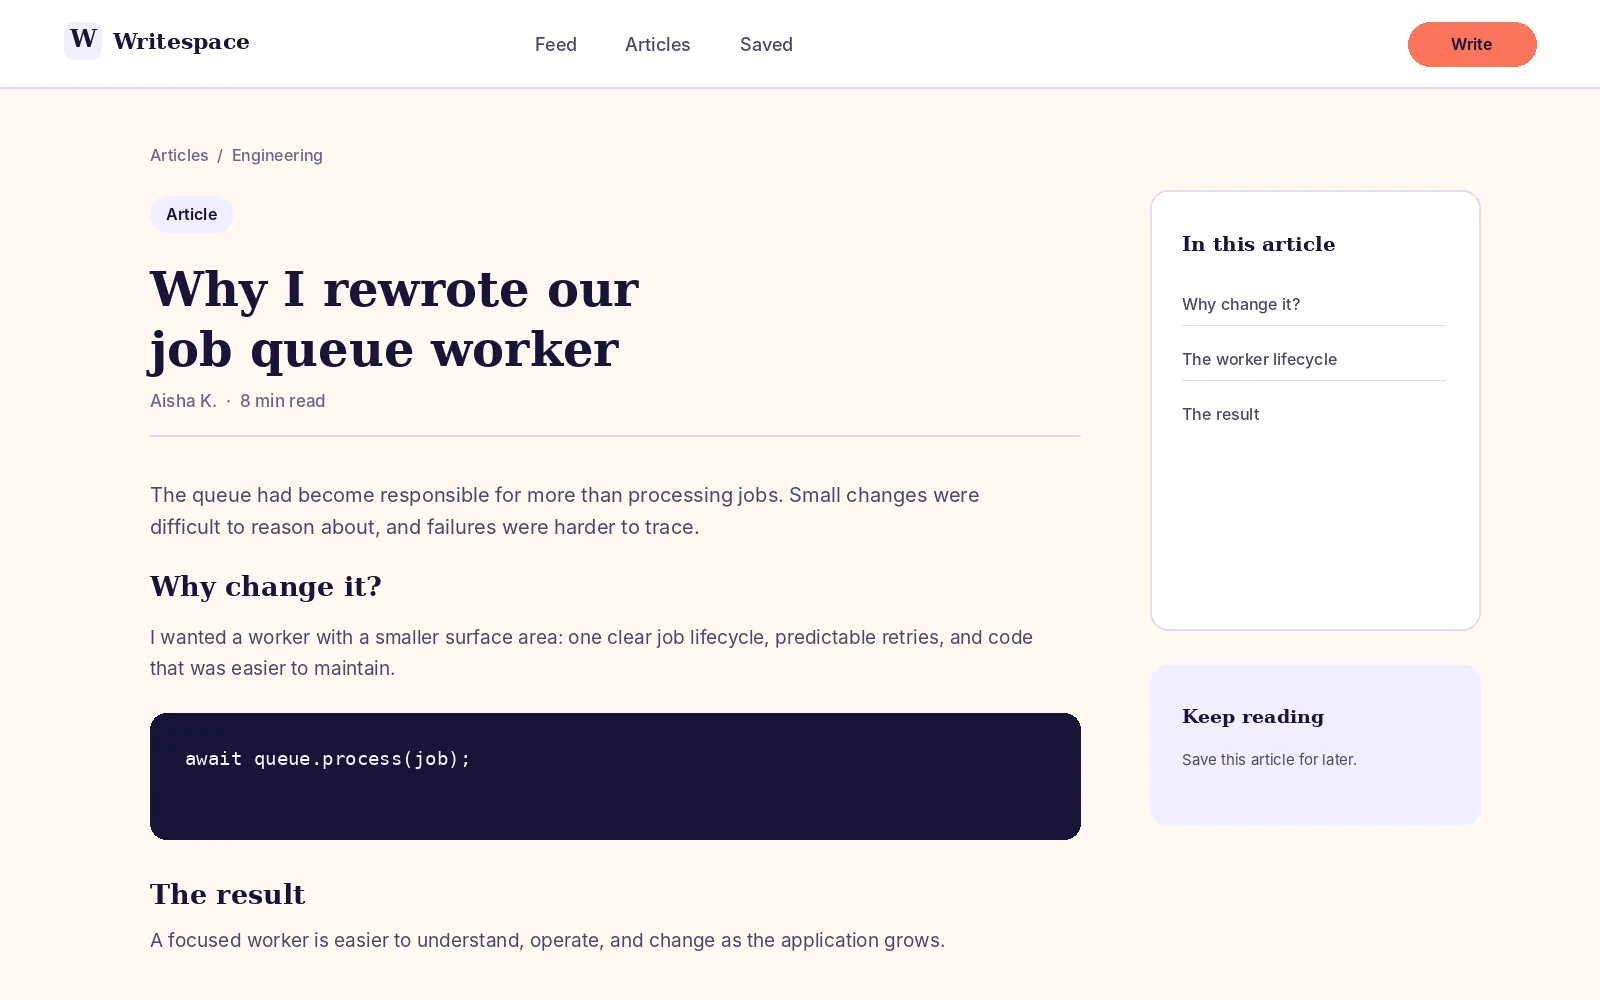 W Writespace
Feed
Articles
Saved
Write
Articles / Engineering
Article
Why I rewrote our
job queue worker
Aisha K. · 8 min read
The queue had become responsible for more than processing jobs. Small changes were
difficult to reason about, and failures were harder to trace.
Why change it?
I wanted a worker with a smaller surface area: one clear job lifecycle, predictable retries, and code
that was easier to maintain.
await queue.process(job);
The result
A focused worker is easier to understand, operate, and change as the application grows.
In this article
Why change it?
The worker lifecycle
The result
Keep reading
Save this article for later.